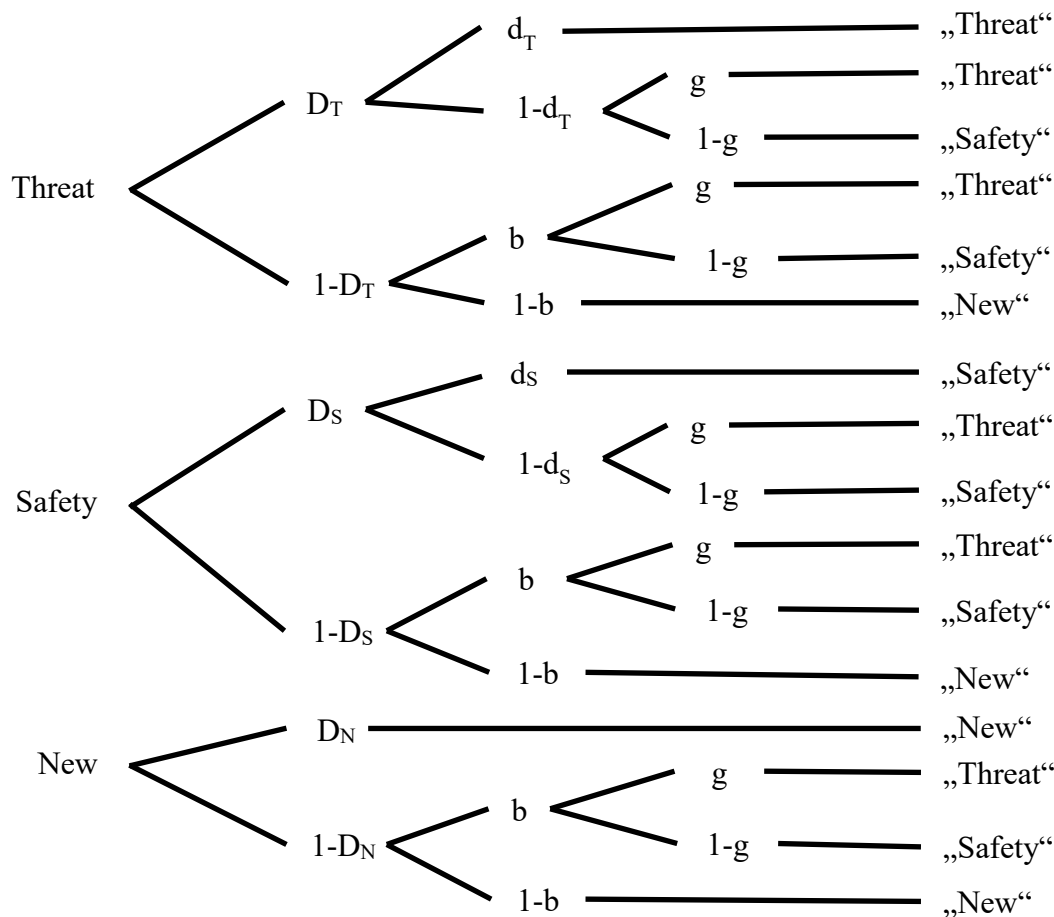 d_T „Threat“
D_T 1-d_T g „Threat“
1-g „Safety“
Threat g „Threat“
b
1-D_T 1-g „Safety“
1-b „New“
d_S „Safety“
D_S g „Threat“
1-d_S
Safety 1-g „Safety“
g „Threat“
b
1-D_S 1-g „Safety“
1-b „New“
D_N „New“
New g „Threat“
b
1-D_N 1-g „Safety“
1-b „New“